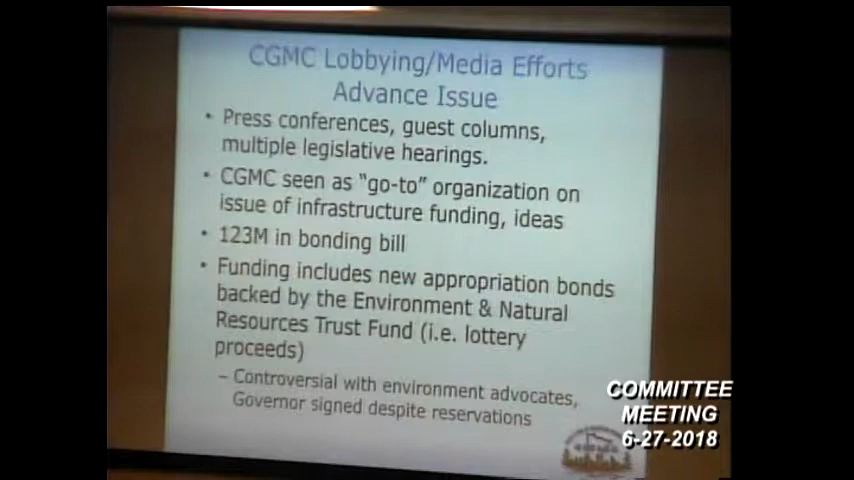 CGMC Lobbying/Media Efforts
Advance Issue
• Press conferences, guest columns,
multiple legislative hearings.
• CGMC seen as "go-to" organization on
issue of infrastructure funding, ideas
• 123M in bonding bill
• Funding includes new appropriation bonds
backed by the Environment & Natural
Resources Trust Fund (i.e. lottery
proceeds)
– Controversial with environment advocates,
Governor signed despite reservations
COMMITTEE
MEETING
6-27-2018